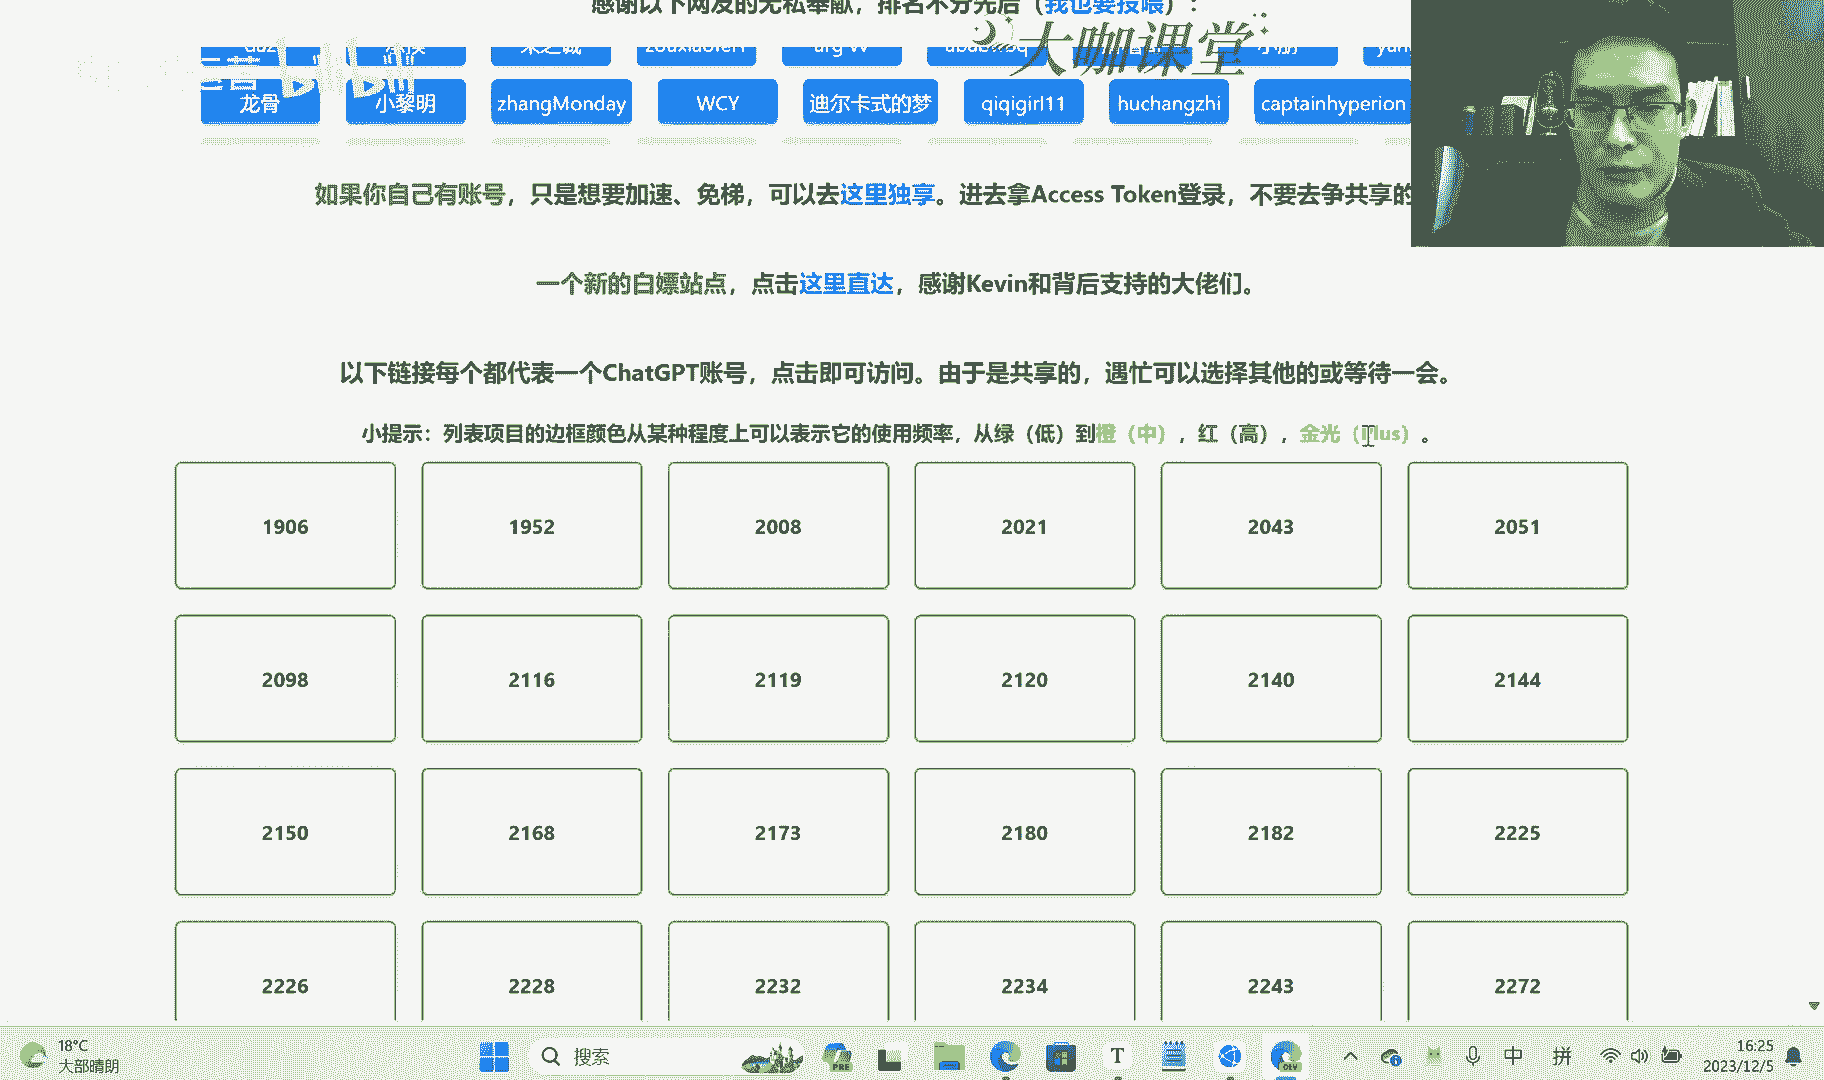 感谢以下网友的无私奉献，排名不分先后（我也要投喂）：
大咖课堂
bilibili
龙骨 小黎明 zhangMonday WCY 迪尔卡式的梦 qiqigirl11 huchangzhi captainhyperion
如果你自己有账号，只是想要加速、免梯，可以去这里独享。进去拿Access Token登录，不要去争共享的
一个新的白嫖站点，点击这里直达，感谢Kevin和背后支持的大佬们。
以下链接每个都代表一个ChatGPT账号，点击即可访问。由于是共享的，遇忙可以选择其他的或等待一会。
小提示：列表项目的边框颜色从某种程度上可以表示它的使用频率，从绿（低）到橙（中），红（高），金光（Plus）。
1906 1952 2008 2021 2043 2051
2098 2116 2119 2120 2140 2144
2150 2168 2173 2180 2182 2225
2226 2228 2232 2234 2243 2272
18°C
大部晴朗
搜索
PRE
T
DEV
中
拼
16:25
2023/12/5